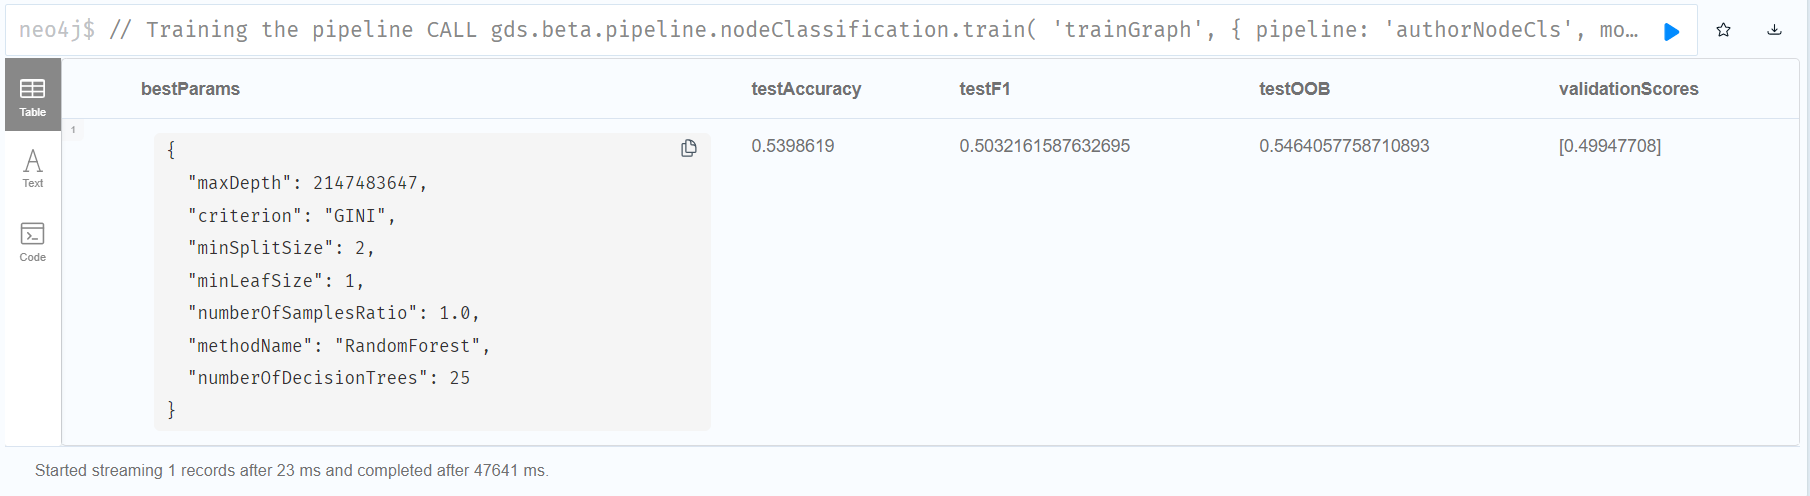 neo4j$ // Training the pipeline CALL gds.beta.pipeline.nodeClassification.train( 'trainGraph', { pipeline: 'authorNodeCls', mo…
Table
Text
Code
bestParams testAccuracy testF1 testOOB validationScores
1
{
"maxDepth": 2147483647,
"criterion": "GINI",
"minSplitSize": 2,
"minLeafSize": 1,
"numberOfSamplesRatio": 1.0,
"methodName": "RandomForest",
"numberOfDecisionTrees": 25
}
0.5398619 0.5032161587632695 0.5464057758710893 [0.49947708]
Started streaming 1 records after 23 ms and completed after 47641 ms.